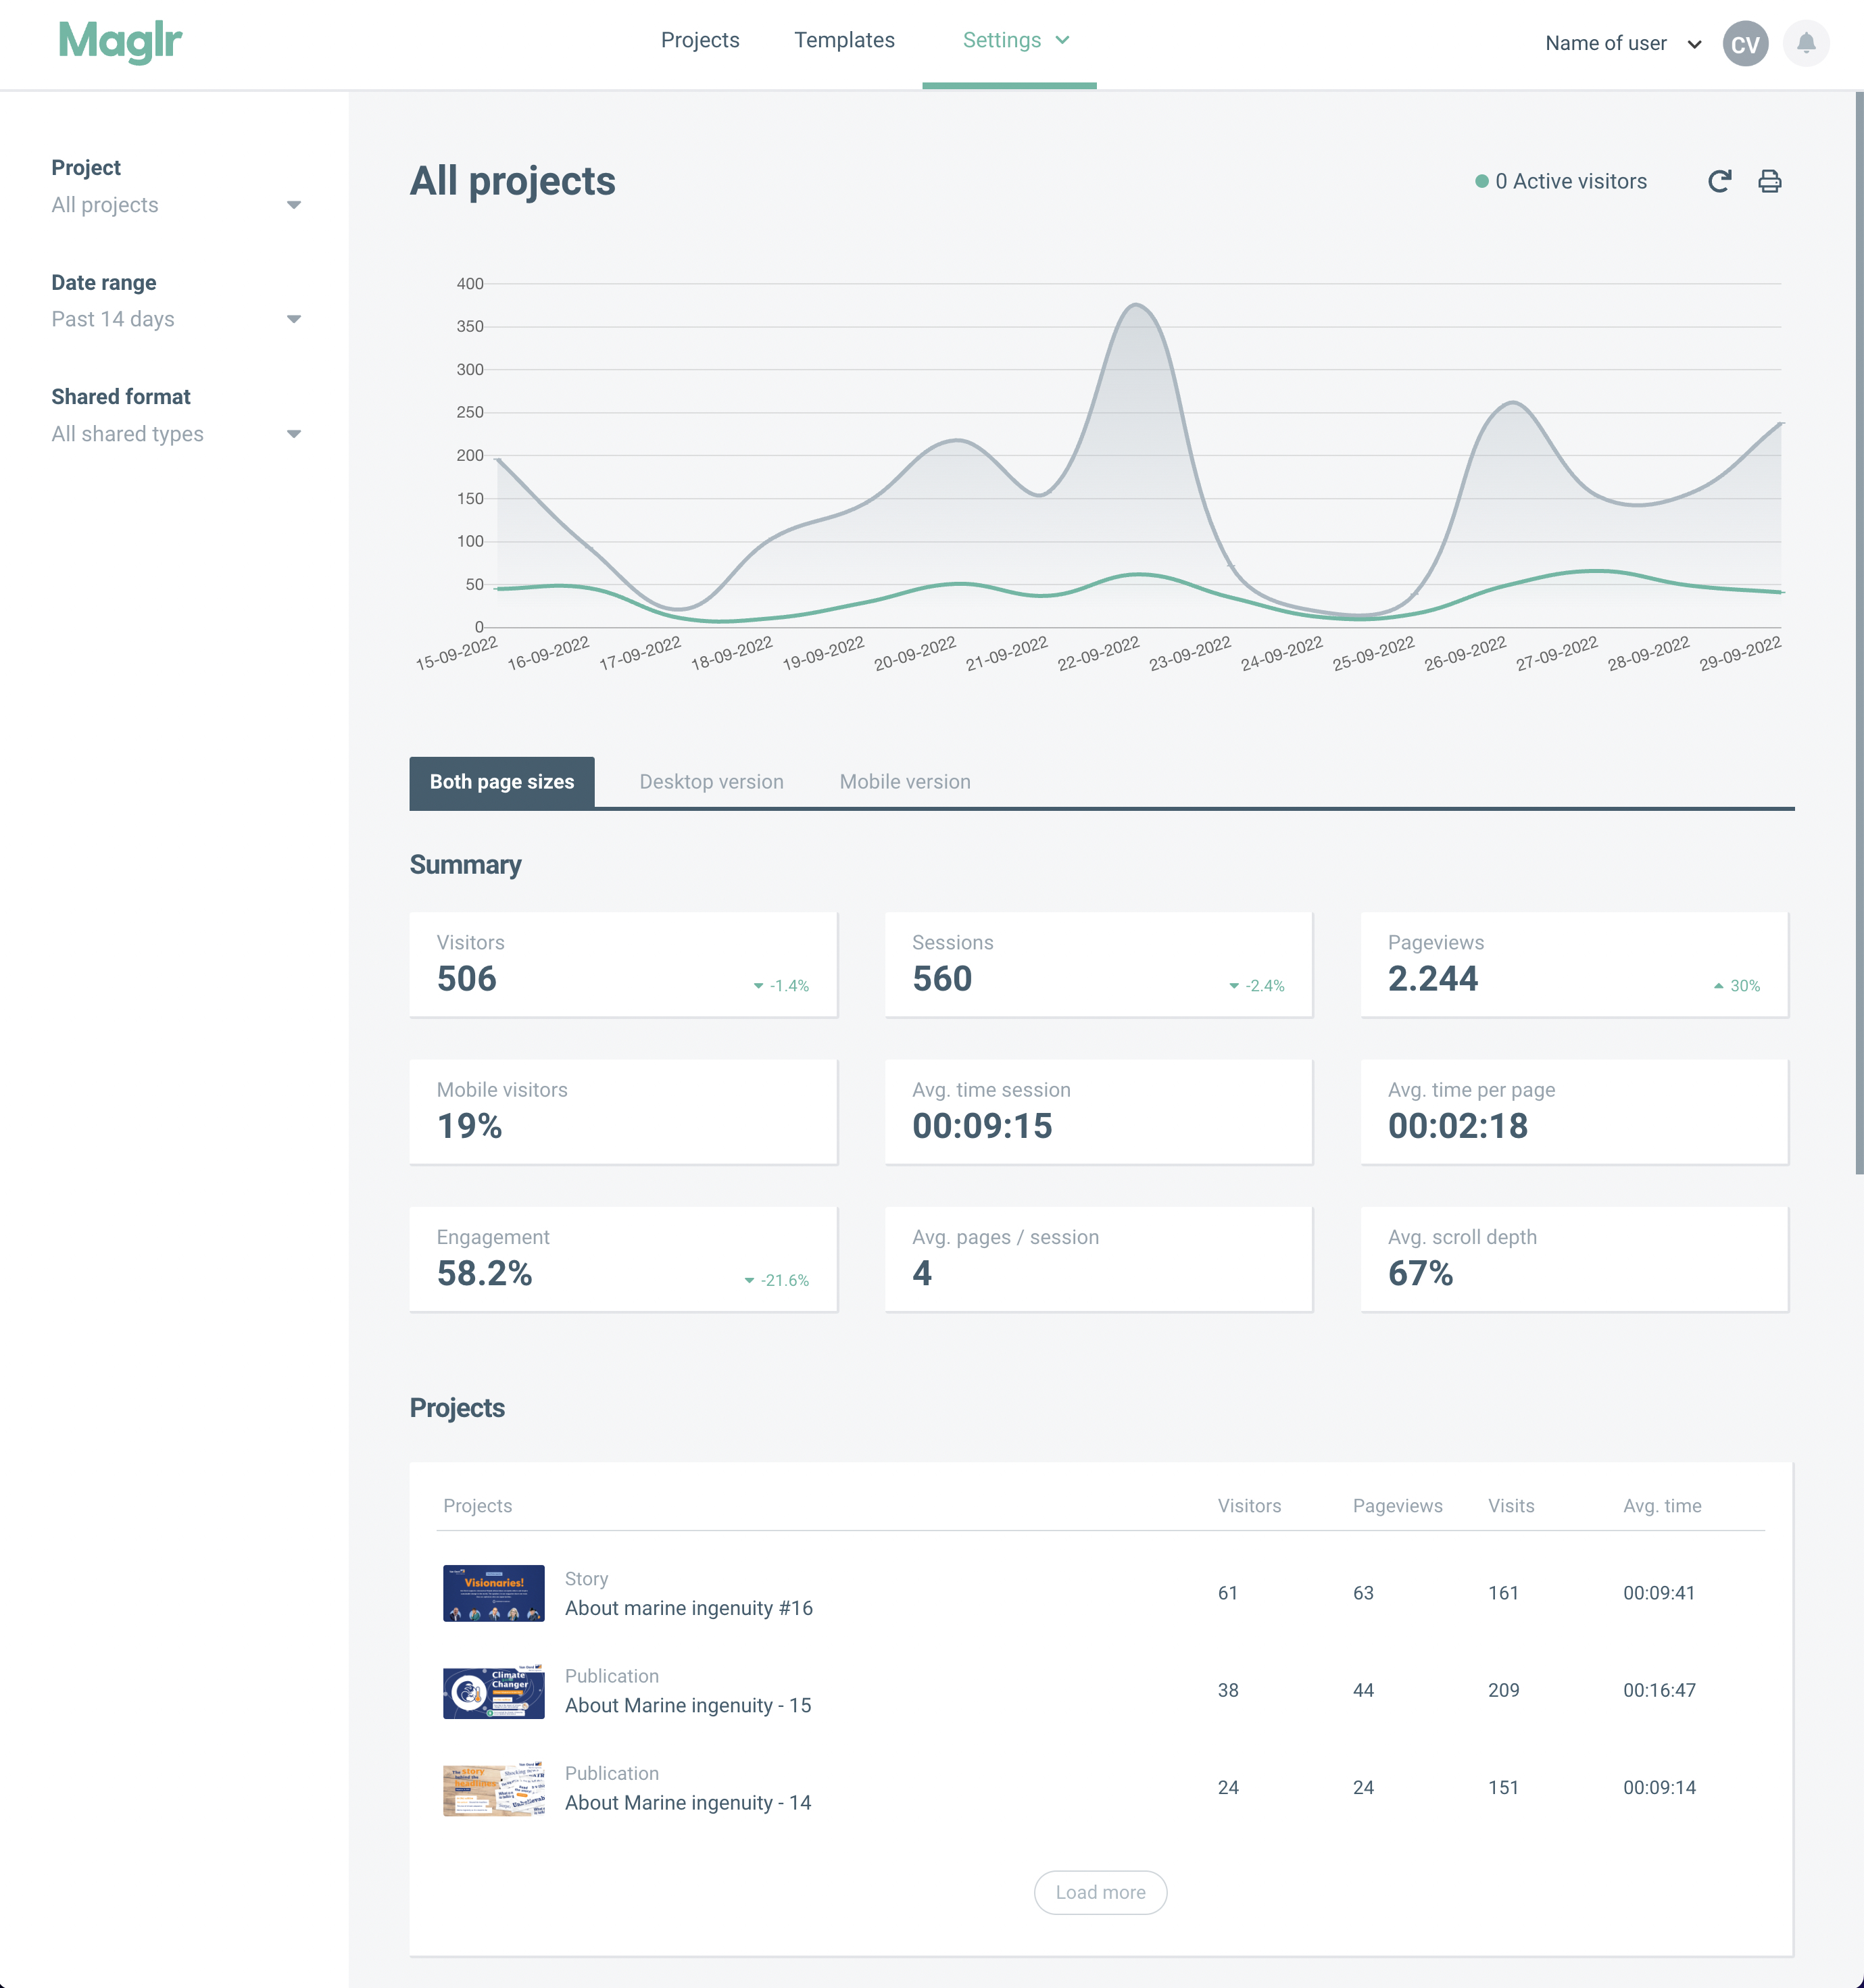 Maglr
Projects
Templates
Settings
Name of user
CV
Project
All projects
Date range
Past 14 days
Shared format
All shared types
All projects
0 Active visitors
400
350
300
250
200
150
100
50
0
15-09-2022
16-09-2022
17-09-2022
18-09-2022
19-09-2022
20-09-2022
21-09-2022
22-09-2022
23-09-2022
24-09-2022
25-09-2022
26-09-2022
27-09-2022
28-09-2022
29-09-2022
Both page sizes
Desktop version
Mobile version
Summary
Visitors
506
-1.4%
Sessions
560
-2.4%
Pageviews
2.244
30%
Mobile visitors
19%
Avg. time session
00:09:15
Avg. time per page
00:02:18
Engagement
58.2%
-21.6%
Avg. pages / session
4
Avg. scroll depth
67%
Projects
Projects Visitors Pageviews Visits Avg. time
Visionaries!
Story
About marine ingenuity #16
61 63 161 00:09:41
Climate
Changer
Publication
About Marine ingenuity - 15
38 44 209 00:16:47
The story
behind the
headlines
Publication
About Marine ingenuity - 14
24 24 151 00:09:14
Load more